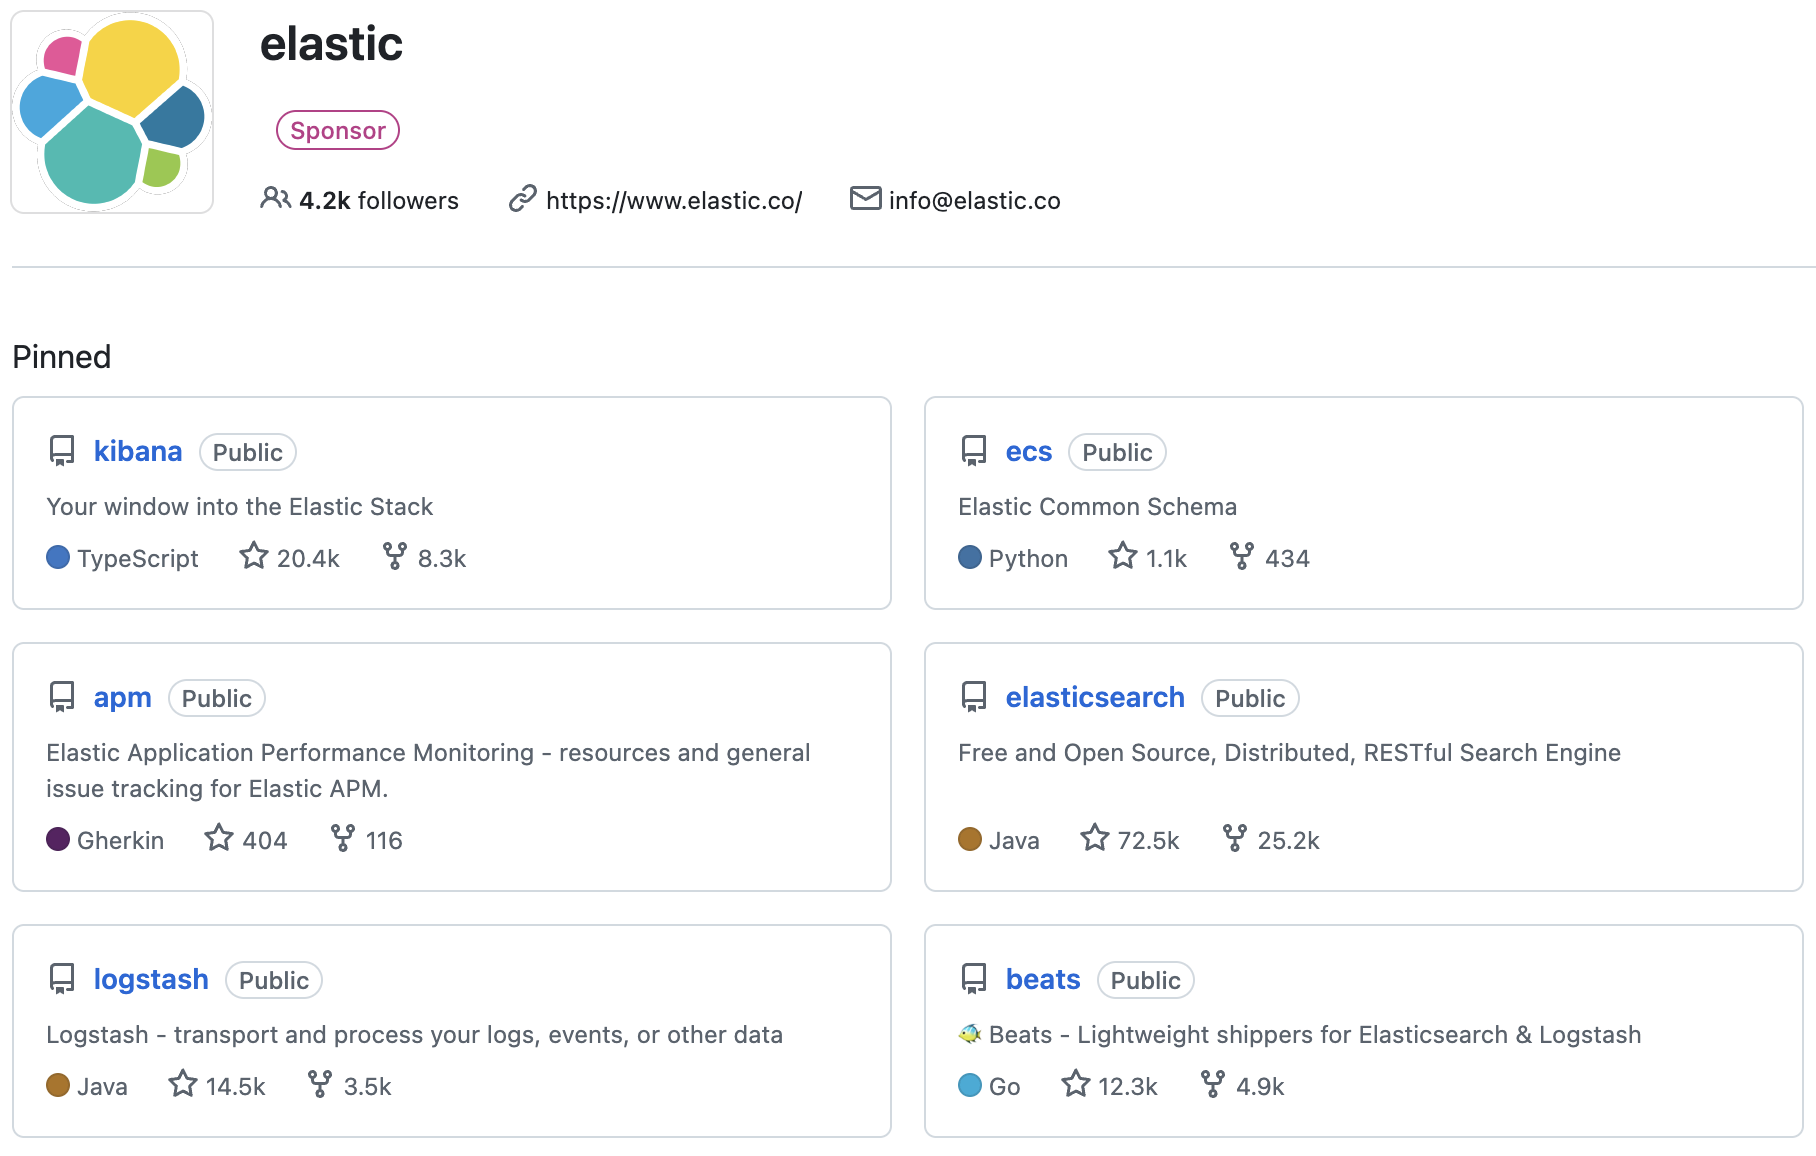 elastic
Sponsor
4.2k followers https://www.elastic.co/ info@elastic.co
Pinned
kibana Public
Your window into the Elastic Stack
TypeScript 20.4k 8.3k
ecs Public
Elastic Common Schema
Python 1.1k 434
apm Public
Elastic Application Performance Monitoring - resources and general
issue tracking for Elastic APM.
Gherkin 404 116
elasticsearch Public
Free and Open Source, Distributed, RESTful Search Engine
Java 72.5k 25.2k
logstash Public
Logstash - transport and process your logs, events, or other data
Java 14.5k 3.5k
beats Public
🐠 Beats - Lightweight shippers for Elasticsearch & Logstash
Go 12.3k 4.9k